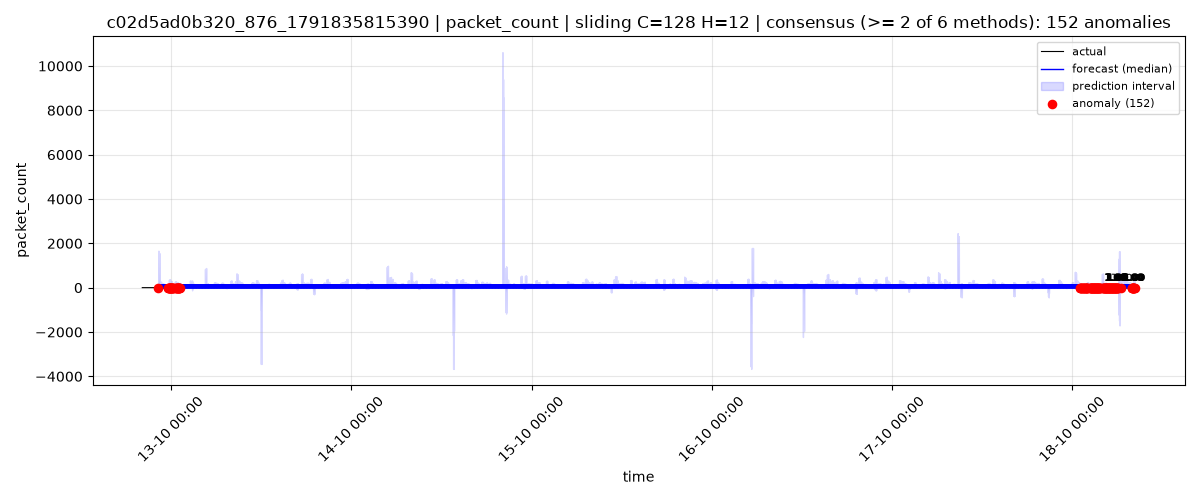 c02d5ad0b320_876_1791835815390 | packet_count | sliding C=128 H=12 | consensus (>= 2 of 6 methods): 152 anomalies
actual
forecast (median)
prediction interval
anomaly (152)
10000
8000
6000
4000
2000
0
−2000
−4000
packet_count
13-10 00:00
14-10 00:00
15-10 00:00
16-10 00:00
17-10 00:00
18-10 00:00
time